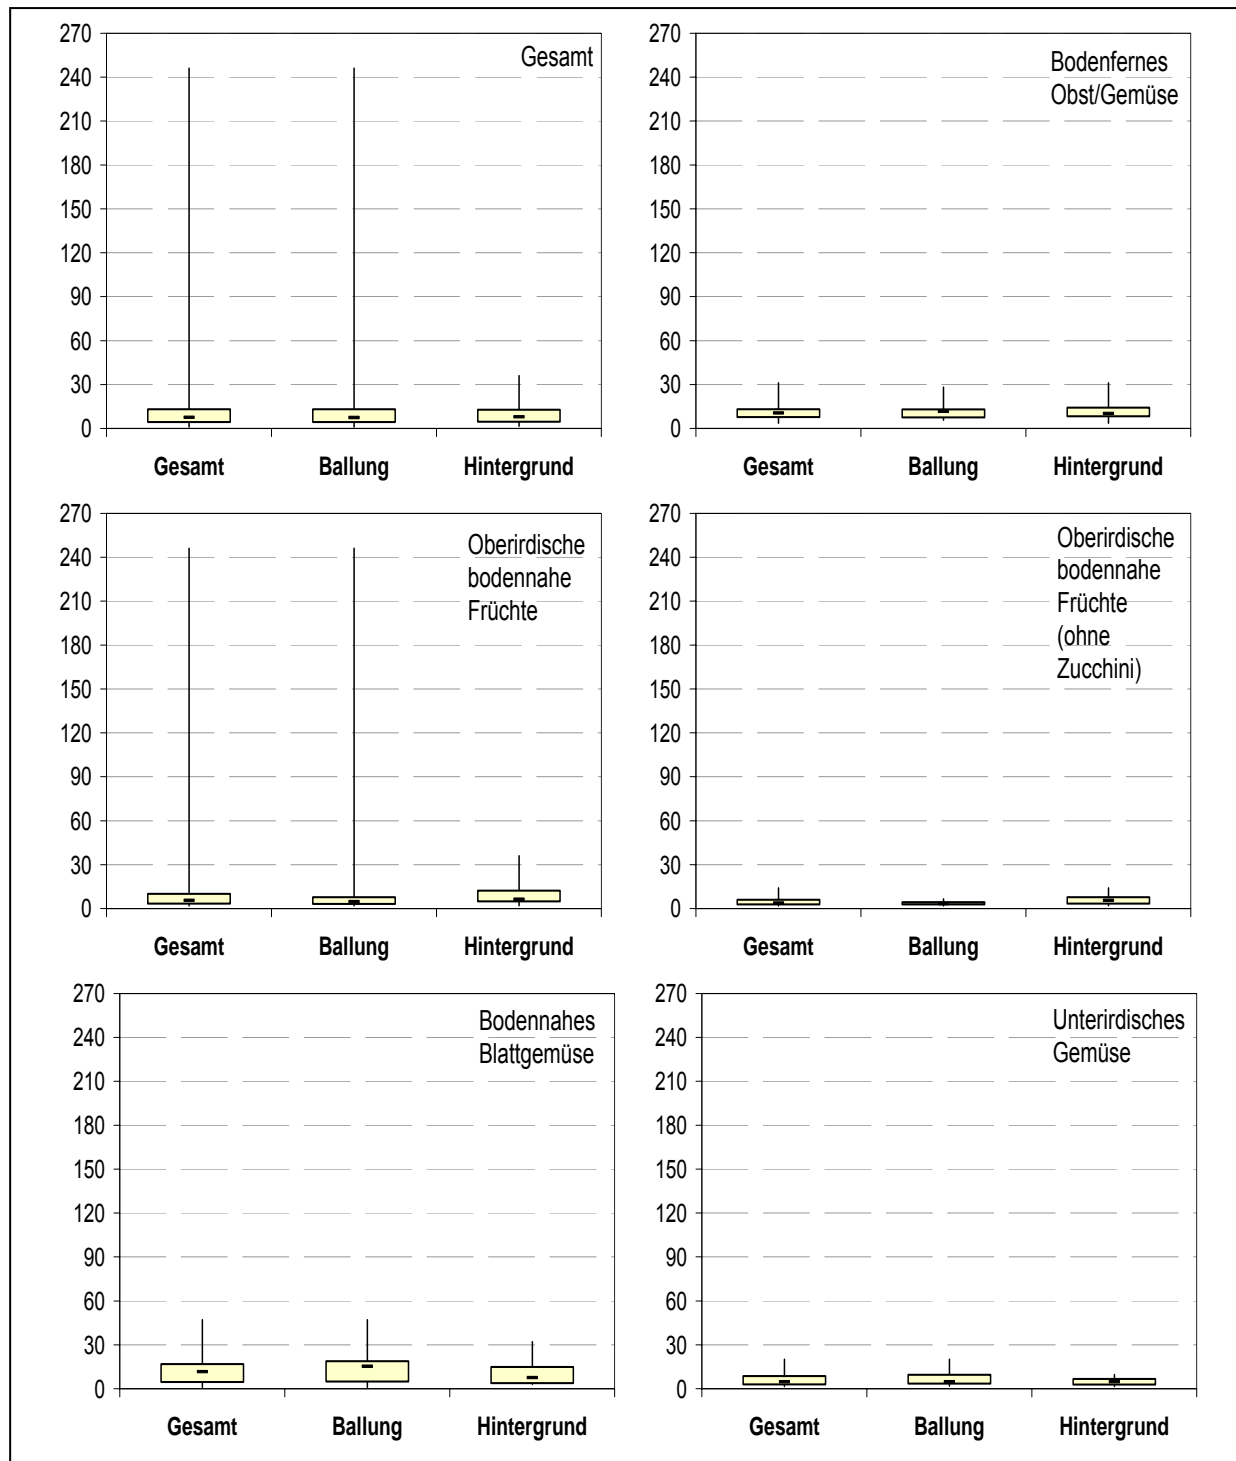 270
240
210
180
150
120
90
60
30
0
Gesamt
Gesamt Ballung Hintergrund
270
240
210
180
150
120
90
60
30
0
Bodenfernes
Obst/Gemüse
Gesamt Ballung Hintergrund
270
240
210
180
150
120
90
60
30
0
Oberirdische
bodennahe
Früchte
Gesamt Ballung Hintergrund
270
240
210
180
150
120
90
60
30
0
Oberirdische
bodennahe
Früchte
(ohne
Zucchini)
Gesamt Ballung Hintergrund
270
240
210
180
150
120
90
60
30
0
Bodennahes
Blattgemüse
Gesamt Ballung Hintergrund
270
240
210
180
150
120
90
60
30
0
Unterirdisches
Gemüse
Gesamt Ballung Hintergrund